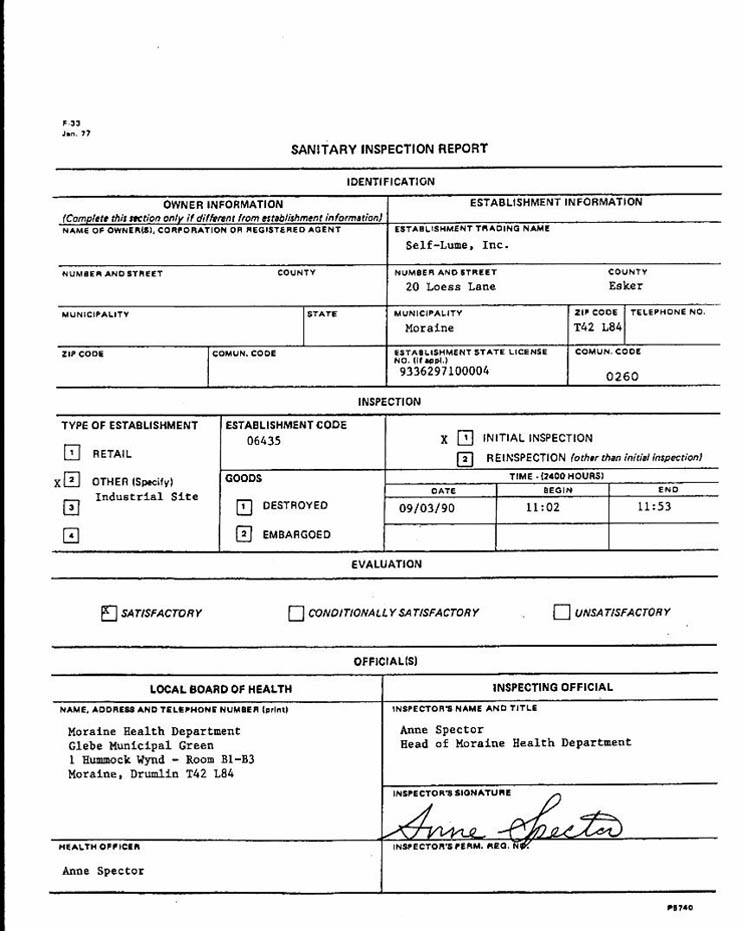 F-33
Jan. 77
SANITARY INSPECTION REPORT
IDENTIFICATION
OWNER INFORMATION
(Complete this section only if different from establishment information)
NAME OF OWNER(S), CORPORATION OR REGISTERED AGENT
NUMBER AND STREET COUNTY
MUNICIPALITY STATE
ZIP CODE COMUN. CODE
ESTABLISHMENT INFORMATION
ESTABLISHMENT TRADING NAME
Self-Lume, Inc.
NUMBER AND STREET COUNTY
20 Loess Lane Esker
MUNICIPALITY ZIP CODE TELEPHONE NO.
Moraine T42 L84
ESTABLISHMENT STATE LICENSE COMUN. CODE
NO. (if appl.)
9336297100004 0260
INSPECTION
TYPE OF ESTABLISHMENT
1 RETAIL
X 2 OTHER (Specify)
Industrial Site
3
4
ESTABLISHMENT CODE
06435
GOODS
1 DESTROYED
2 EMBARGOED
X 1 INITIAL INSPECTION
2 REINSPECTION (other than initial inspection)
TIME - (2400 HOURS)
DATE BEGIN END
09/03/90 11:02 11:53
EVALUATION
X SATISFACTORY CONDITIONALLY SATISFACTORY UNSATISFACTORY
OFFICIAL(S)
LOCAL BOARD OF HEALTH
NAME, ADDRESS AND TELEPHONE NUMBER (print)
Moraine Health Department
Glebe Municipal Green
1 Hummock Wynd - Room B1-B3
Moraine, Drumlin T42 L84
HEALTH OFFICER
Anne Spector
INSPECTING OFFICIAL
INSPECTOR'S NAME AND TITLE
Anne Spector
Head of Moraine Health Department
INSPECTOR'S SIGNATURE
Anne Spector
INSPECTOR'S PERM. REG. NO.
P5740